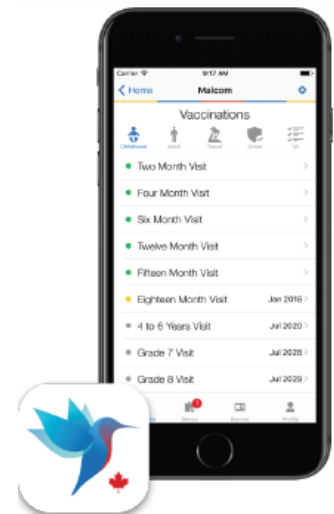 Carrier 9:17 AM
Home Malcom
Vaccinations
Childhood Adult Travel Other All
Two Month Visit
Four Month Visit
Six Month Visit
Twelve Month Visit
Fifteen Month Visit
Eighteen Month Visit Jan 2018
4 to 6 Years Visit Jul 2020
Grade 7 Visit Jul 2028
Grade 8 Visit Jul 2029
1
Record Profile